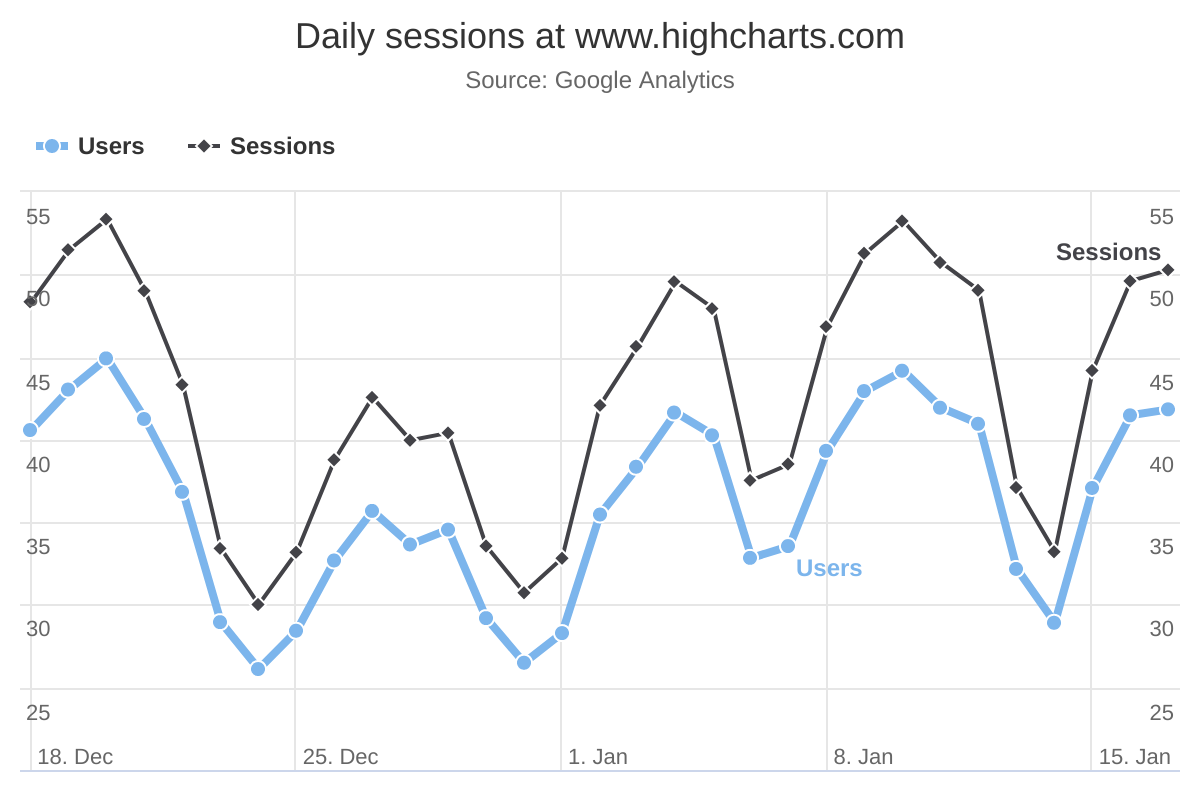 Daily sessions at www.highcharts.com
Source: Google Analytics
Users Sessions
55 55
Sessions
50 50
45 45
40 40
35 35
Users
30 30
25 25
18. Dec 25. Dec 1. Jan 8. Jan 15. Jan